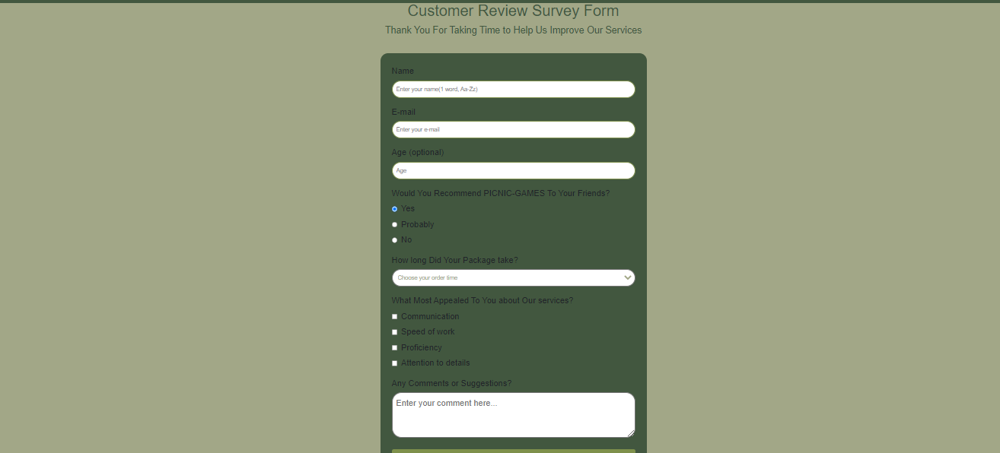 Customer Review Survey Form
Thank You For Taking Time to Help Us Improve Our Services
Name
Enter your name(1 word, Aa-Zz)
E-mail
Enter your e-mail
Age (optional)
Age
Would You Recommend PICNIC-GAMES To Your Friends?
Yes
Probably
No
How long Did Your Package take?
Choose your order time
What Most Appealed To You about Our services?
Communication
Speed of work
Proficiency
Attention to details
Any Comments or Suggestions?
Enter your comment here...